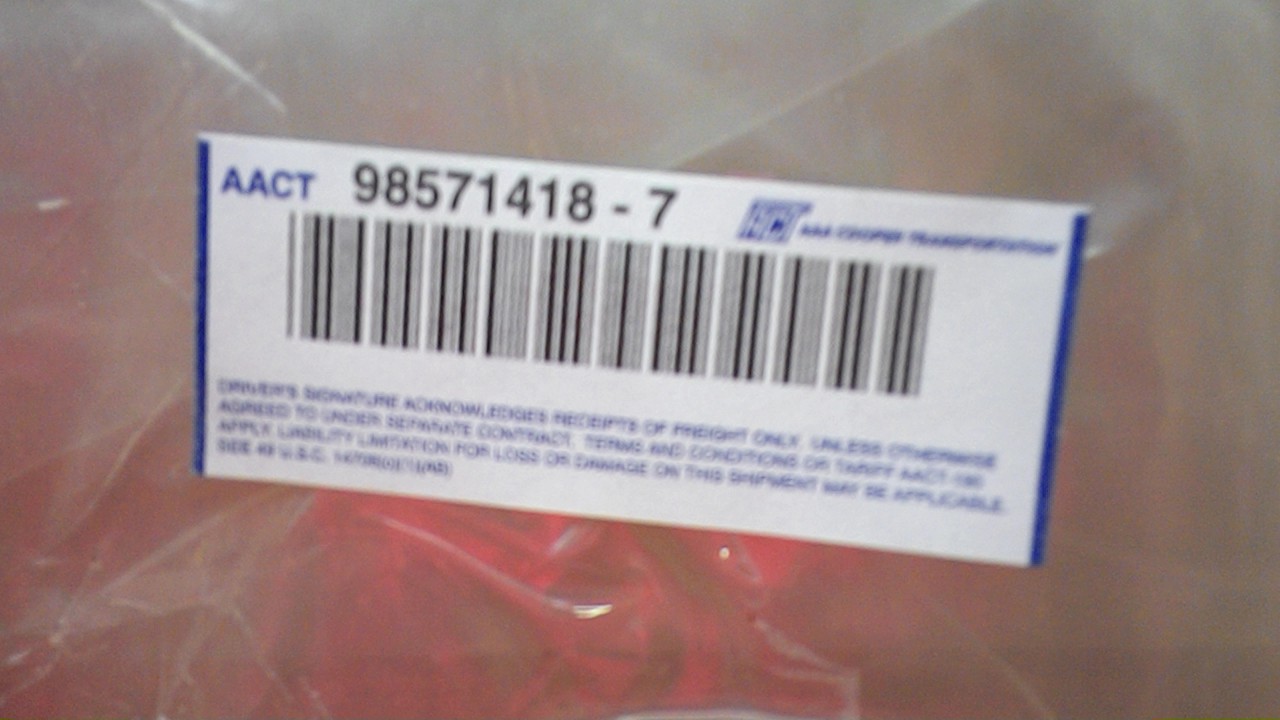 AACT 98571418 - 7 AAA COOPER TRANSPORTATION
DRIVER'S SIGNATURE ACKNOWLEDGES RECEIPTS OF FREIGHT ONLY. UNLESS OTHERWISE
AGREED TO UNDER SEPARATE CONTRACT, TERMS AND CONDITIONS OR TARIFF AACT-190
APPLY. LIABILITY LIMITATION FOR LOSS OR DAMAGE ON THIS SHIPMENT MAY BE APPLICABLE.
SEE 49 U.S.C.